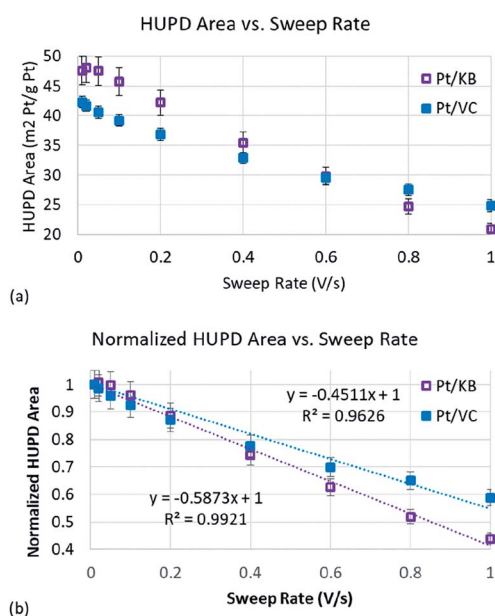 HUPD Area vs. Sweep Rate
HUPD Area (m2 Pt/g Pt)
50
45
40
35
30
25
20
Pt/KB
Pt/VC
0
0.2
0.4
0.6
0.8
1
Sweep Rate (V/s)
(a)
Normalized HUPD Area vs. Sweep Rate
Normalized HUPD Area
1
0.9
0.8
0.7
0.6
0.5
0.4
Pt/KB
Pt/VC
y = -0.4511x + 1
R² = 0.9626
y = -0.5873x + 1
R² = 0.9921
0
0.2
0.4
0.6
0.8
1
Sweep Rate (V/s)
(b)